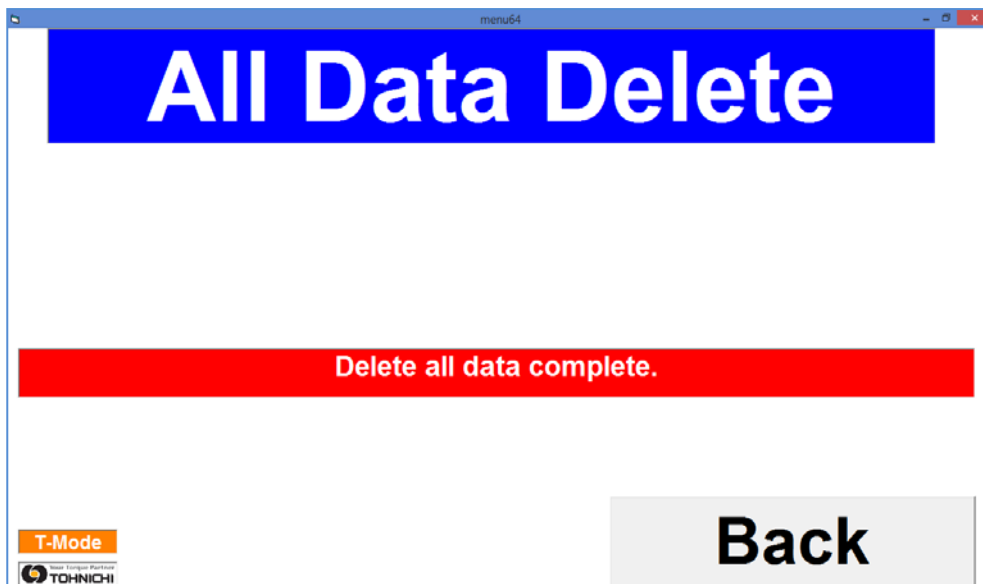 menu64
All Data Delete
Delete all data complete.
T-Mode
Back
Your Torque Partner
TOHNICHI